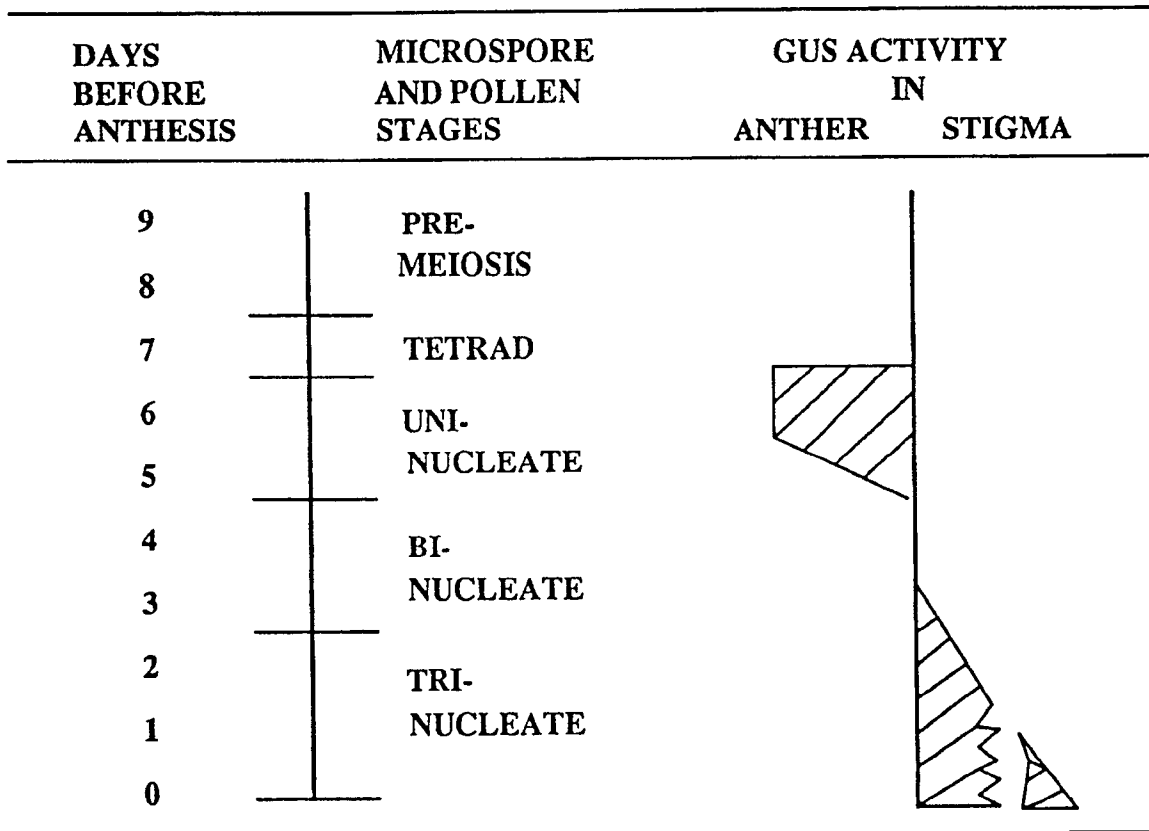 DAYS
BEFORE
ANTHESIS
MICROSPORE
AND POLLEN
STAGES
GUS ACTIVITY
IN
ANTHER STIGMA
9
8
7
6
5
4
3
2
1
0
PRE-
MEIOSIS
TETRAD
UNI-
NUCLEATE
BI-
NUCLEATE
TRI-
NUCLEATE